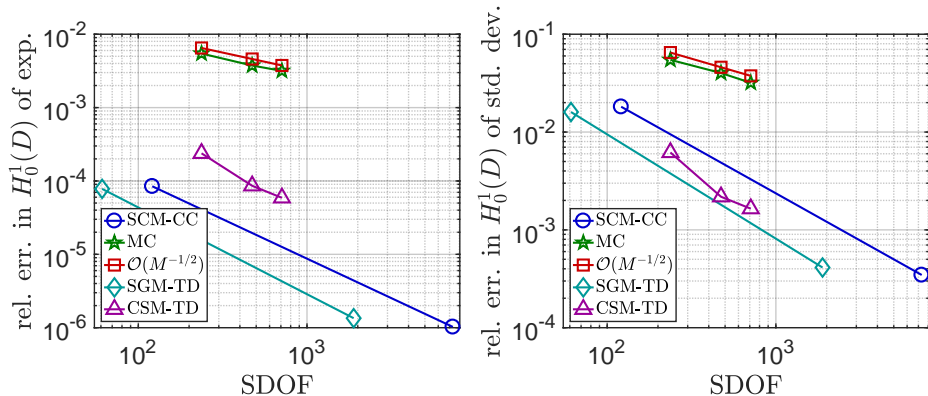 rel. err. in H_0^1(D) of exp.
10^{-2}
10^{-3}
10^{-4}
10^{-5}
10^{-6}
SCM-CC
MC
O(M^{-1/2})
SGM-TD
CSM-TD
10^2
10^3
SDOF
rel. err. in H_0^1(D) of std. dev.
10^{-1}
10^{-2}
10^{-3}
10^{-4}
SCM-CC
MC
O(M^{-1/2})
SGM-TD
CSM-TD
10^2
10^3
SDOF